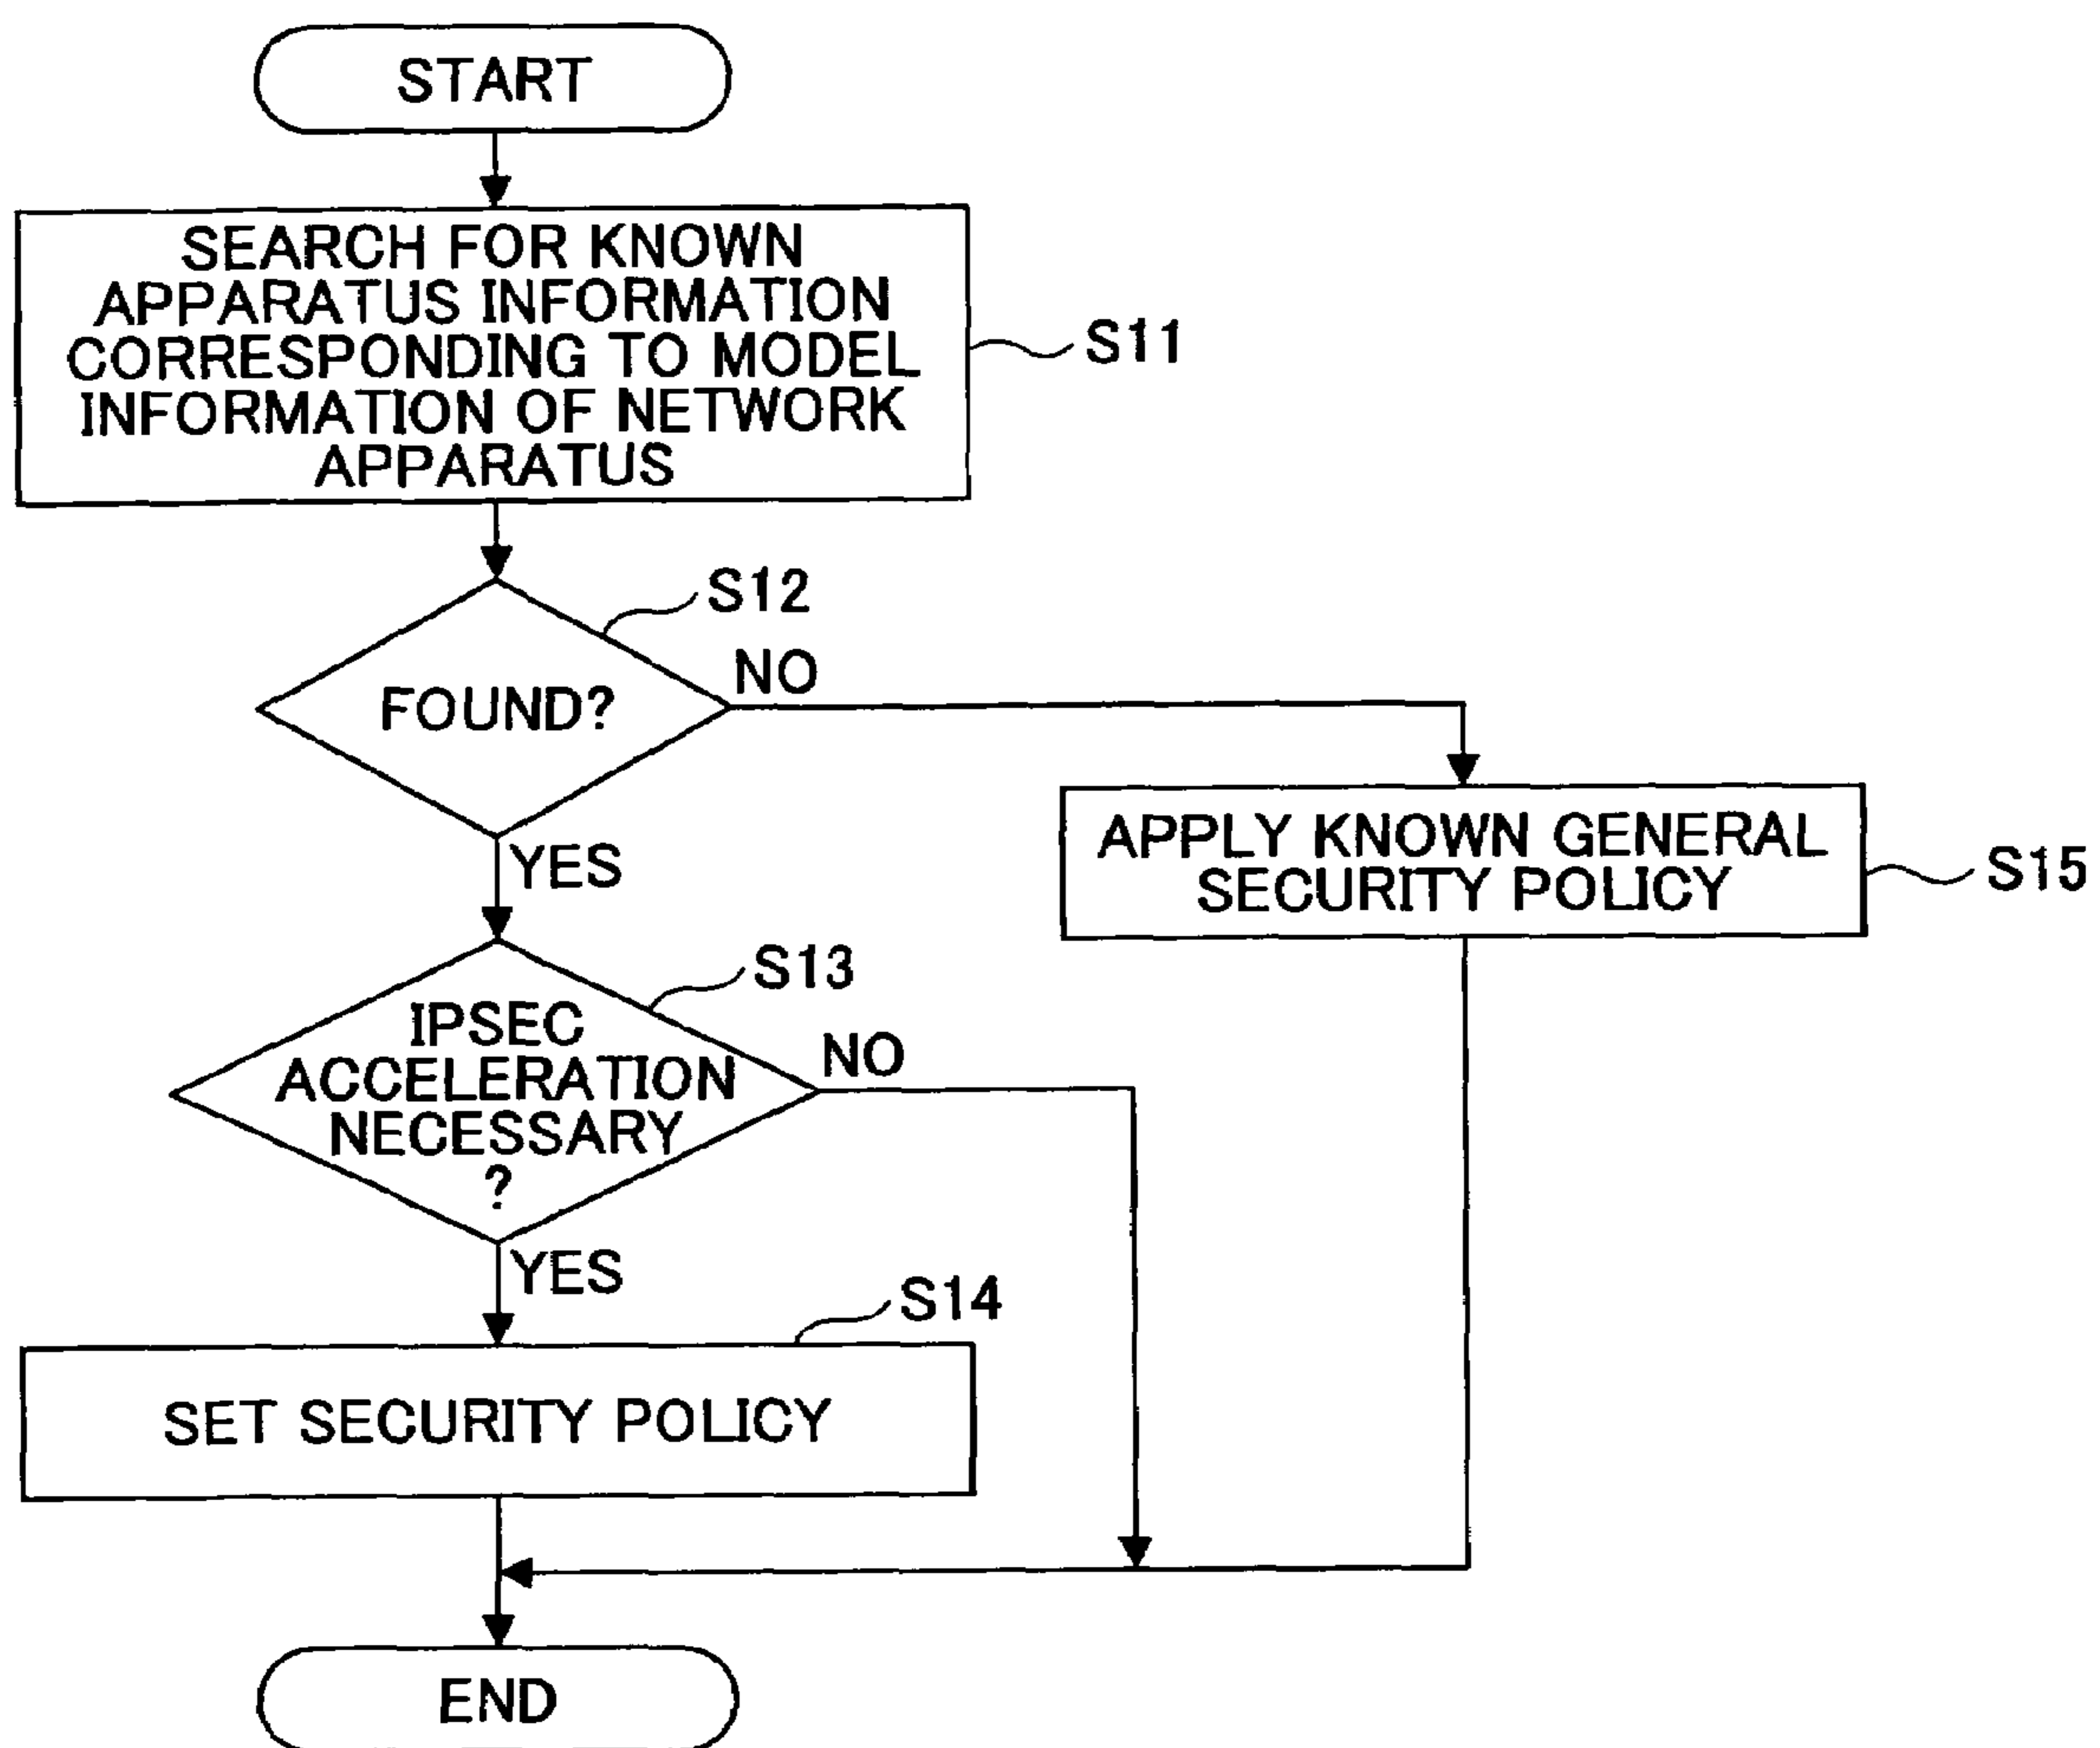 START
SEARCH FOR KNOWN
APPARATUS INFORMATION
CORRESPONDING TO MODEL
INFORMATION OF NETWORK
APPARATUS
S11
S12
FOUND?
NO
YES
APPLY KNOWN GENERAL
SECURITY POLICY
S15
S13
IPSEC
ACCELERATION
NECESSARY
?
NO
YES
S14
SET SECURITY POLICY
END